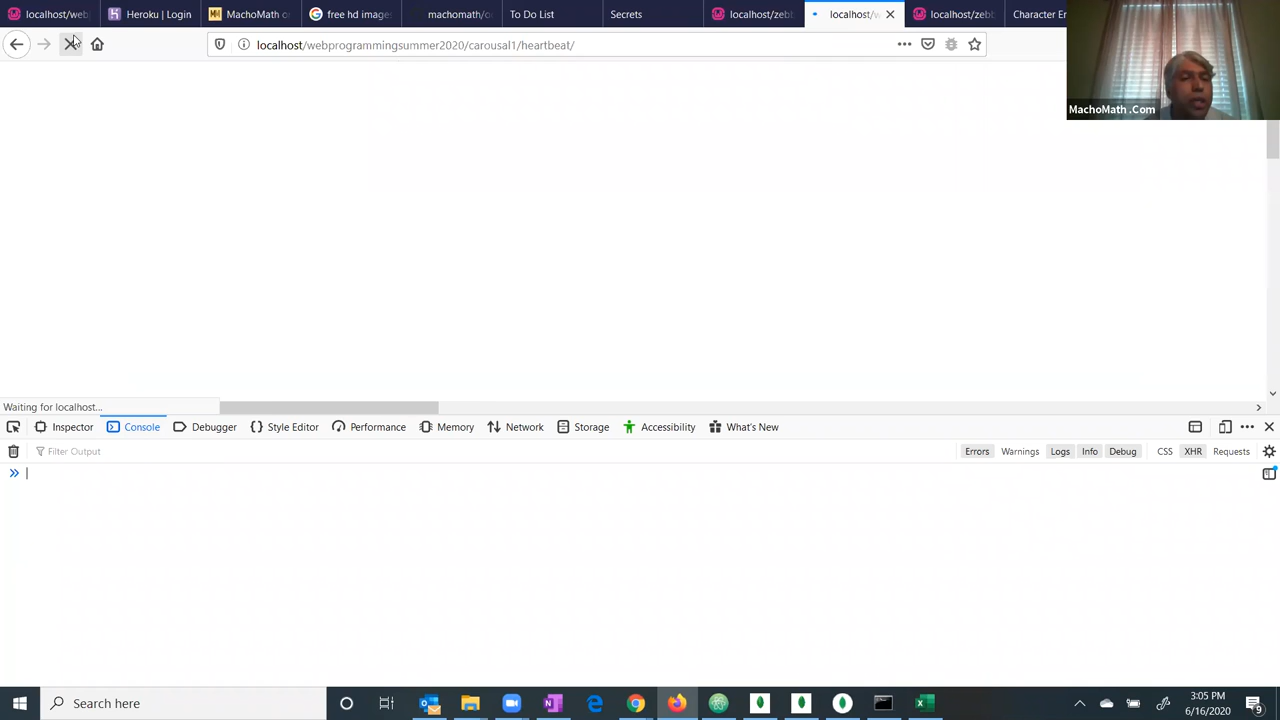 localhost/web
Heroku | Login
MachoMath.c
free hd image
machomath/
To Do List
Secrets
localhost/zebb
localhost/w
localhost/zebb
Character En
localhost/webprogrammingsummer2020/carousal1/heartbeat/
MachoMath .Com
Waiting for localhost...
Inspector Console Debugger Style Editor Performance Memory Network Storage Accessibility What's New
Filter Output Errors Warnings Logs Info Debug CSS XHR Requests
Search here
3:05 PM
6/16/2020
9